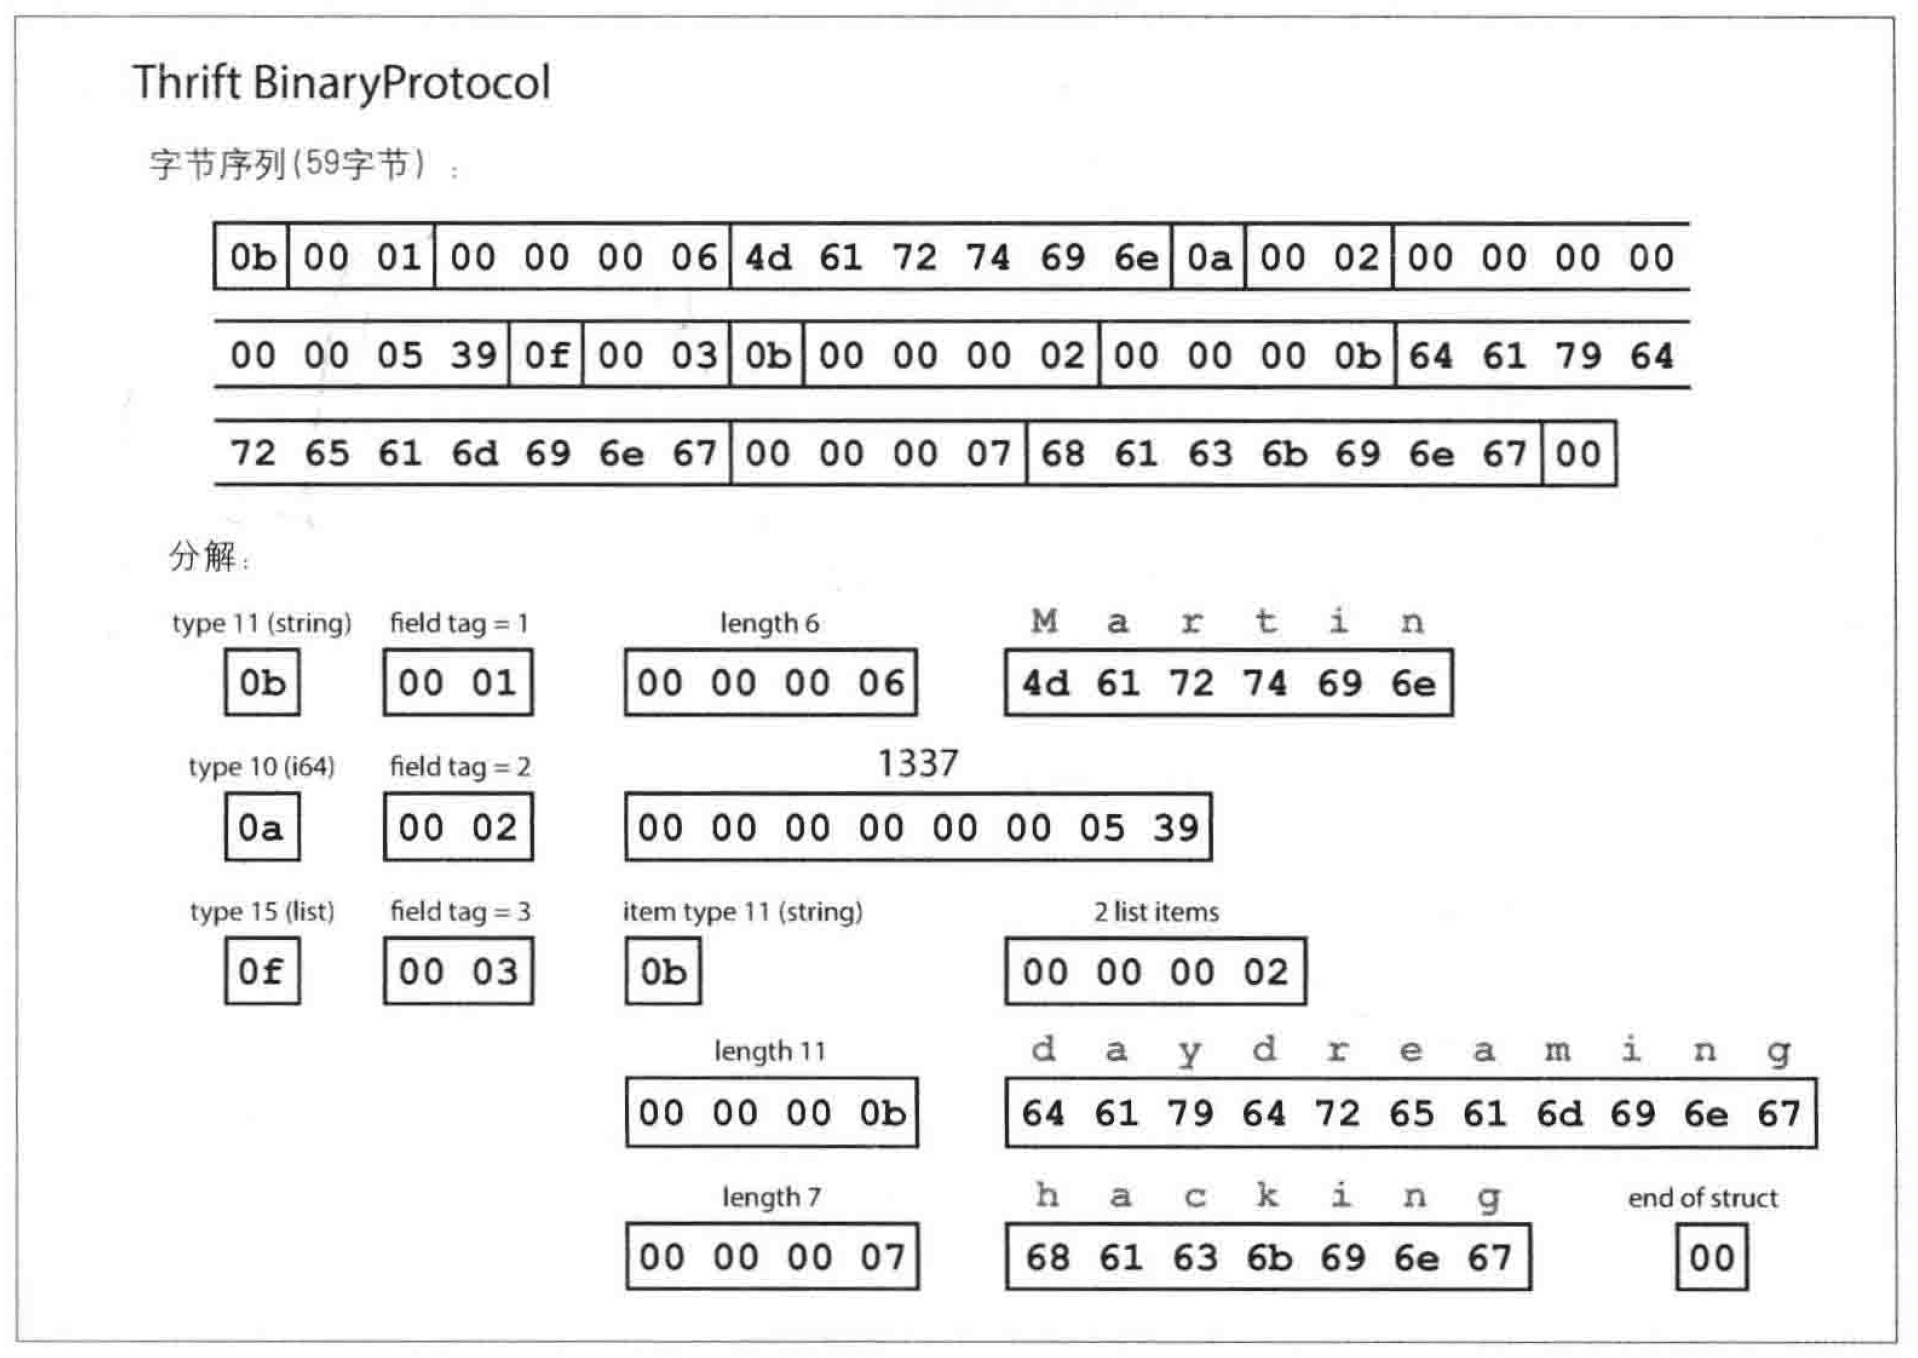 Thrift BinaryProtocol
字节序列(59字节)：
0b 00 01 00 00 00 06 4d 61 72 74 69 6e 0a 00 02 00 00 00 00
00 00 05 39 0f 00 03 0b 00 00 00 02 00 00 00 0b 64 61 79 64
72 65 61 6d 69 6e 67 00 00 00 07 68 61 63 6b 69 6e 67 00
分解：
type 11 (string) field tag = 1 length 6 M a r t i n
0b 00 01 00 00 00 06 4d 61 72 74 69 6e
type 10 (i64) field tag = 2 1337
0a 00 02 00 00 00 00 00 00 05 39
type 15 (list) field tag = 3 item type 11 (string) 2 list items
0f 00 03 0b 00 00 00 02
length 11 d a y d r e a m i n g
00 00 00 0b 64 61 79 64 72 65 61 6d 69 6e 67
length 7 h a c k i n g end of struct
00 00 00 07 68 61 63 6b 69 6e 67 00